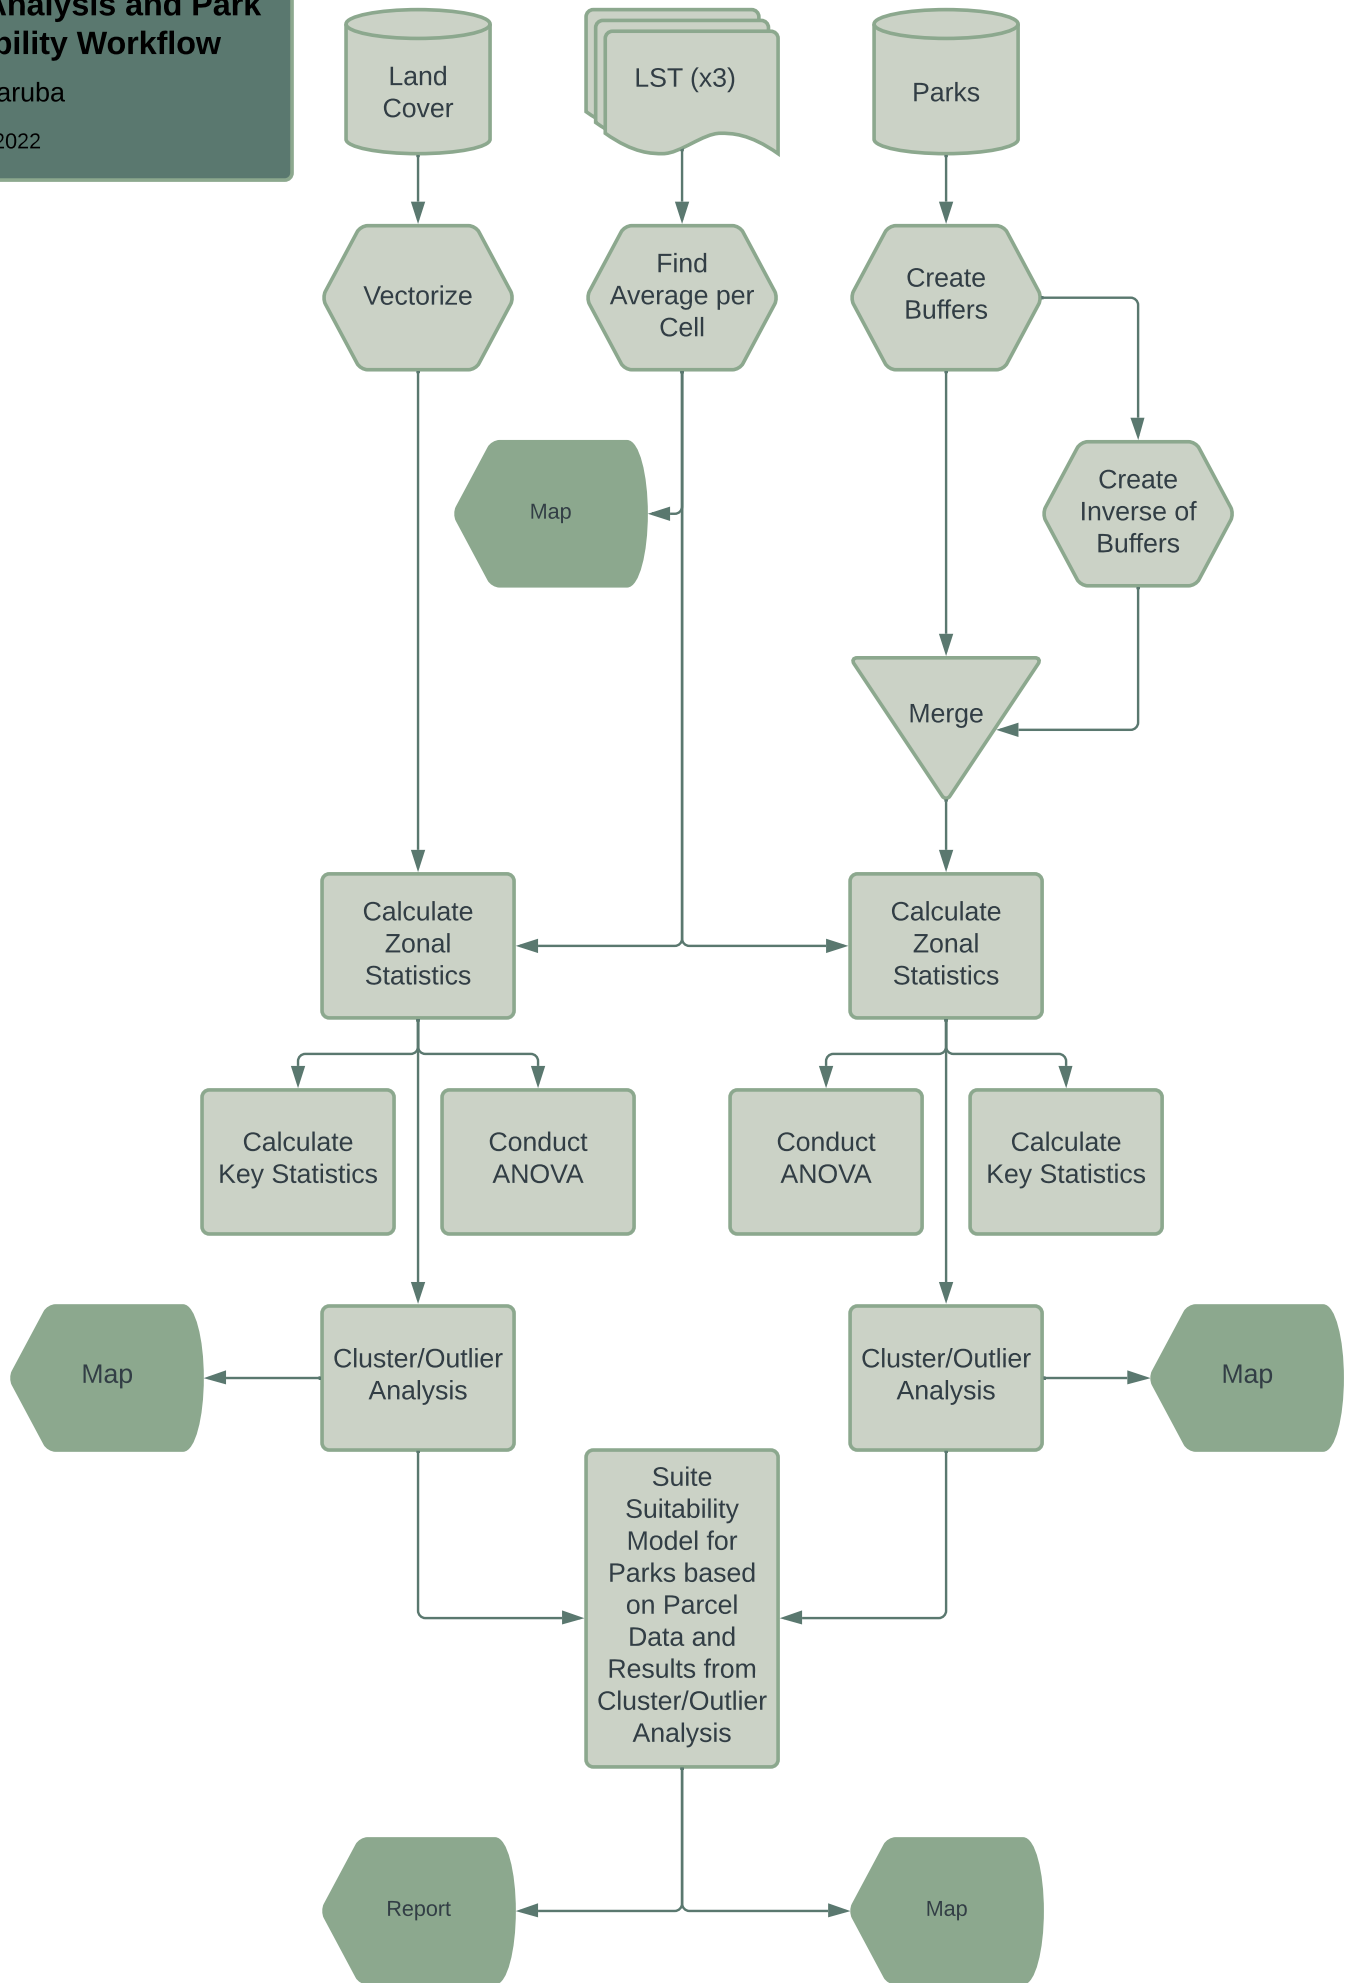 Analysis and Park
bility Workflow
aruba
2022
Land
Cover
LST (x3)
Parks
Vectorize
Find
Average per
Cell
Create
Buffers
Map
Create
Inverse of
Buffers
Merge
Calculate
Zonal
Statistics
Calculate
Zonal
Statistics
Calculate
Key Statistics
Conduct
ANOVA
Conduct
ANOVA
Calculate
Key Statistics
Map
Cluster/Outlier
Analysis
Cluster/Outlier
Analysis
Map
Suite
Suitability
Model for
Parks based
on Parcel
Data and
Results from
Cluster/Outlier
Analysis
Report
Map